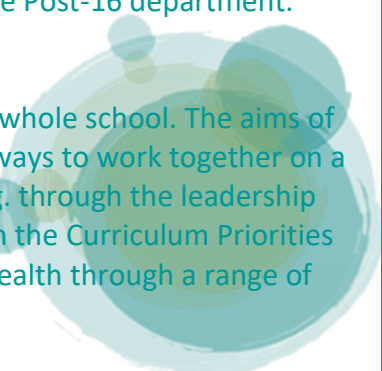 e Post-16 department.
whole school. The aims of
ways to work together on a
. through the leadership
the Curriculum Priorities
ealth through a range of